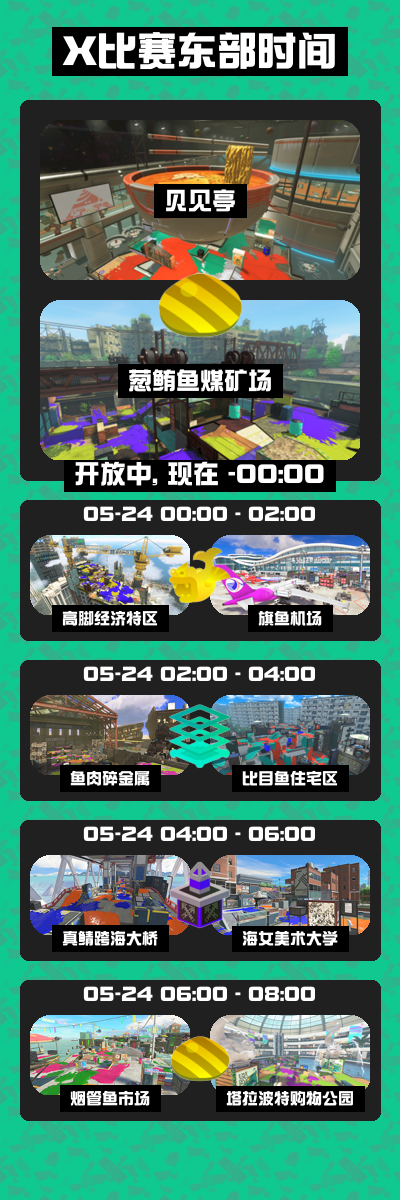 X比赛东部时间
贝贝亭
葱鲔鱼煤矿场
开放中, 现在 -00:00
05-24 00:00 - 02:00
高脚经济特区
旗鱼机场
05-24 02:00 - 04:00
鱼肉碎金属
比目鱼住宅区
05-24 04:00 - 06:00
真鲭跨海大桥
海女美术大学
05-24 06:00 - 08:00
烟管鱼市场
塔拉波特购物公园